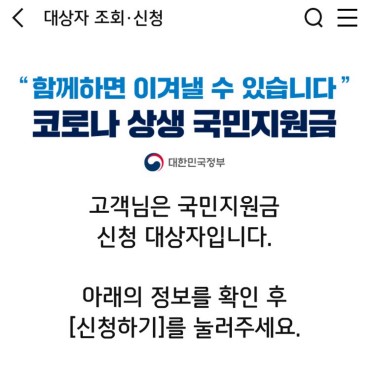 대상자 조회·신청
“함께하면 이겨낼 수 있습니다”
코로나 상생 국민지원금
대한민국정부
고객님은 국민지원금
신청 대상자입니다.
아래의 정보를 확인 후
[신청하기]를 눌러주세요.